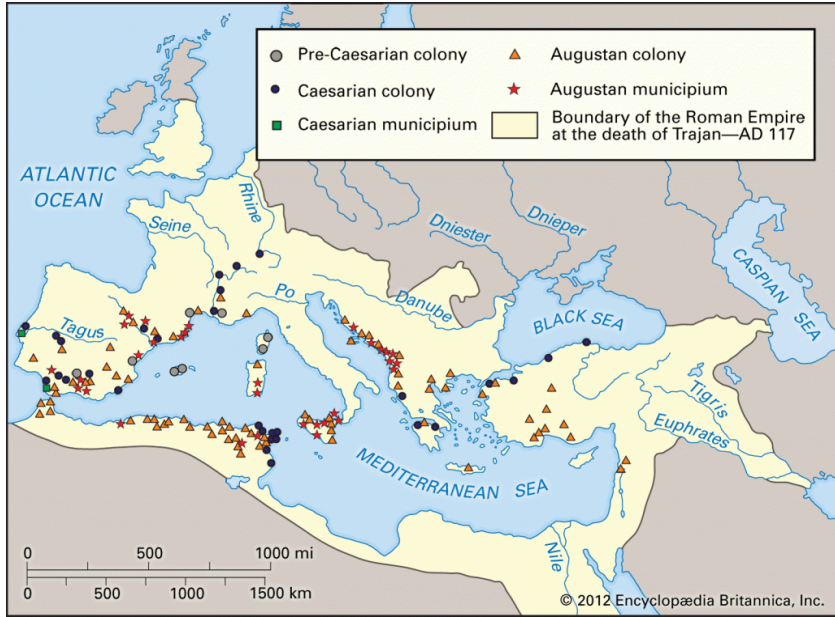 Pre-Caesarian colony
Augustan colony
Caesarian colony
Augustan municipium
Caesarian municipium
Boundary of the Roman Empire
at the death of Trajan—AD 117
ATLANTIC
OCEAN
Rhine
Seine
Dniester
Dnieper
CASPIAN SEA
Po
Danube
BLACK SEA
Tagus
Tigris
Euphrates
MEDITERRANEAN SEA
Nile
0 500 1000 mi
0 500 1000 1500 km
© 2012 Encyclopædia Britannica, Inc.